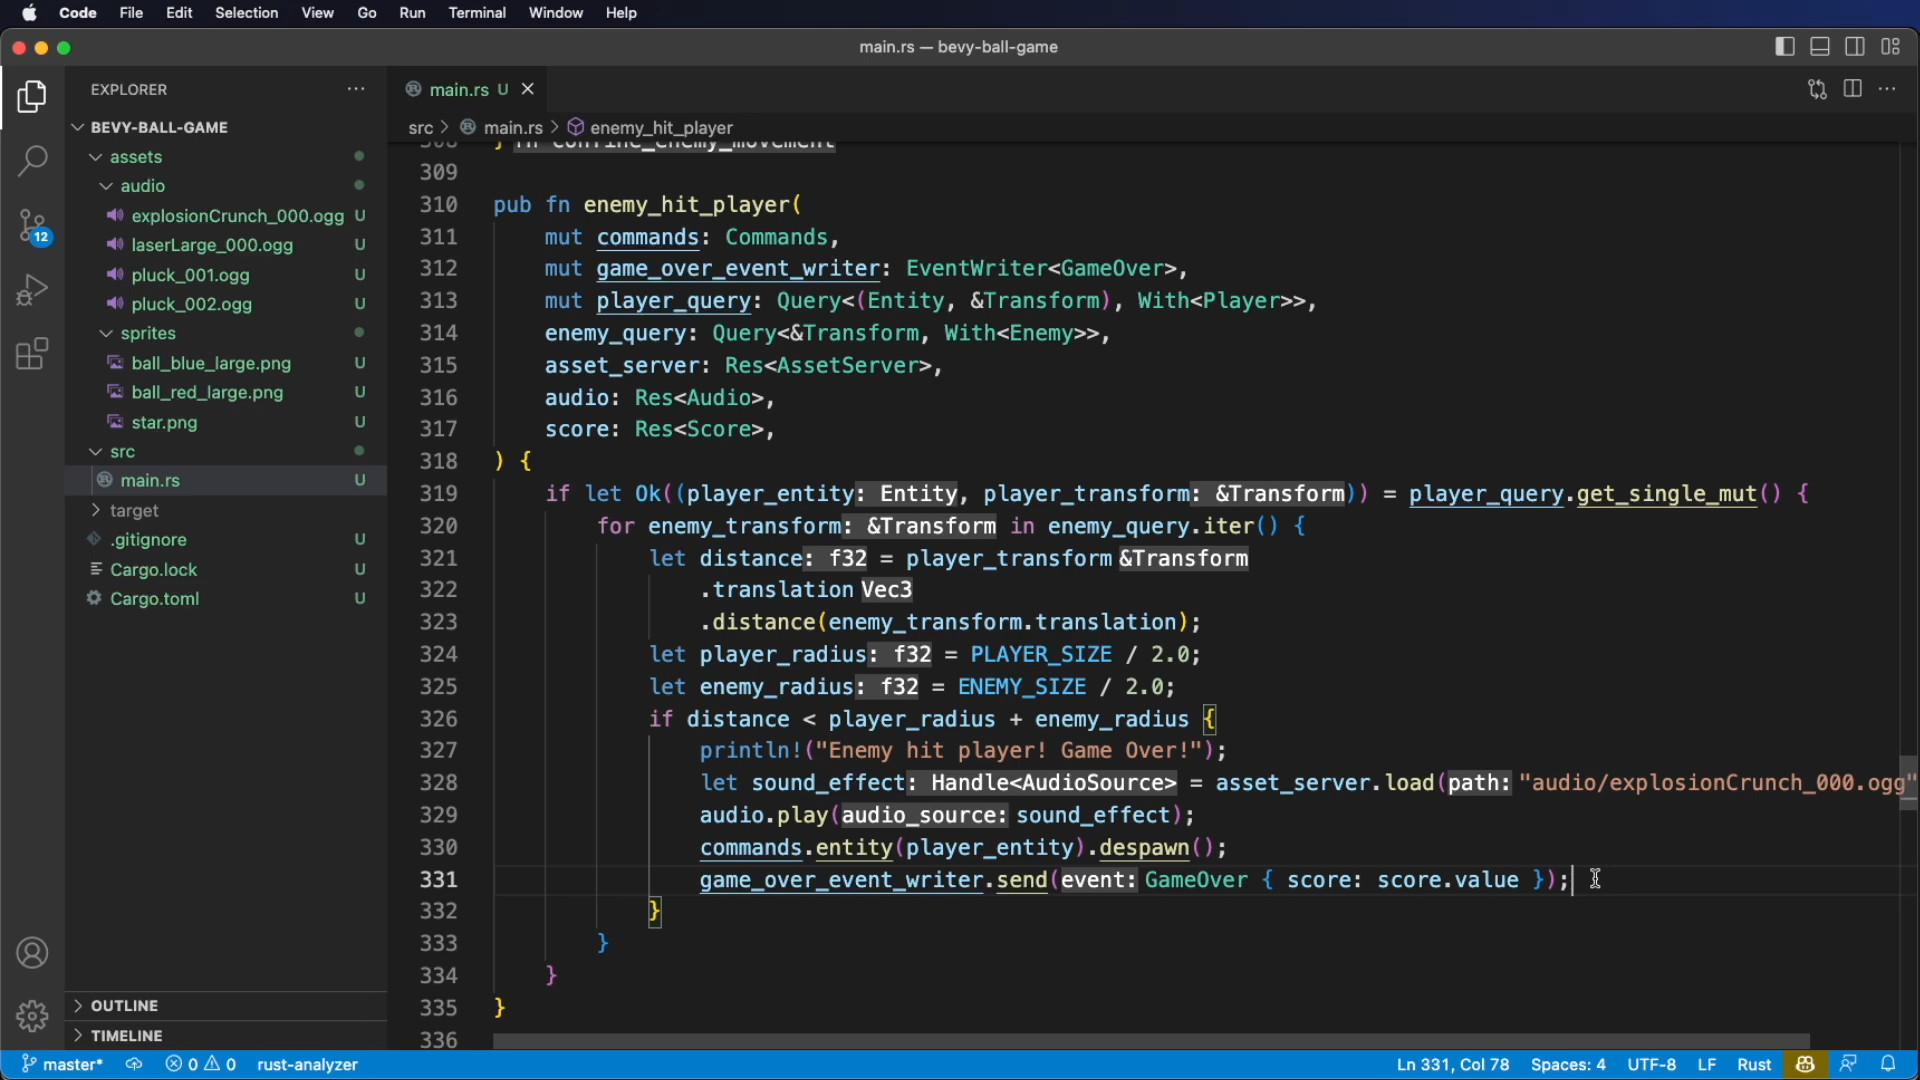 Code File Edit Selection View Go Run Terminal Window Help
main.rs — bevy-ball-game
EXPLORER
main.rs U
BEVY-BALL-GAME
src > main.rs > enemy_hit_player
assets
audio
explosionCrunch_000.ogg U
laserLarge_000.ogg U
pluck_001.ogg U
pluck_002.ogg U
sprites
ball_blue_large.png U
ball_red_large.png U
star.png U
src
main.rs U
target
.gitignore U
Cargo.lock U
Cargo.toml U
12
OUTLINE
TIMELINE
308 } fn confine_enemy_movement
309
310 pub fn enemy_hit_player(
311 mut commands: Commands,
312 mut game_over_event_writer: EventWriter<GameOver>,
313 mut player_query: Query<(Entity, &Transform), With<Player>>,
314 enemy_query: Query<&Transform, With<Enemy>>,
315 asset_server: Res<AssetServer>,
316 audio: Res<Audio>,
317 score: Res<Score>,
318 ) {
319 if let Ok((player_entity: Entity, player_transform: &Transform)) = player_query.get_single_mut() {
320 for enemy_transform: &Transform in enemy_query.iter() {
321 let distance: f32 = player_transform &Transform
322 .translation Vec3
323 .distance(enemy_transform.translation);
324 let player_radius: f32 = PLAYER_SIZE / 2.0;
325 let enemy_radius: f32 = ENEMY_SIZE / 2.0;
326 if distance < player_radius + enemy_radius {
327 println!("Enemy hit player! Game Over!");
328 let sound_effect: Handle<AudioSource> = asset_server.load(path: "audio/explosionCrunch_000.ogg"
329 audio.play(audio_source: sound_effect);
330 commands.entity(player_entity).despawn();
331 game_over_event_writer.send(event: GameOver { score: score.value });
332 }
333 }
334 }
335 }
336
master* 0 0 rust-analyzer Ln 331, Col 78 Spaces: 4 UTF-8 LF Rust